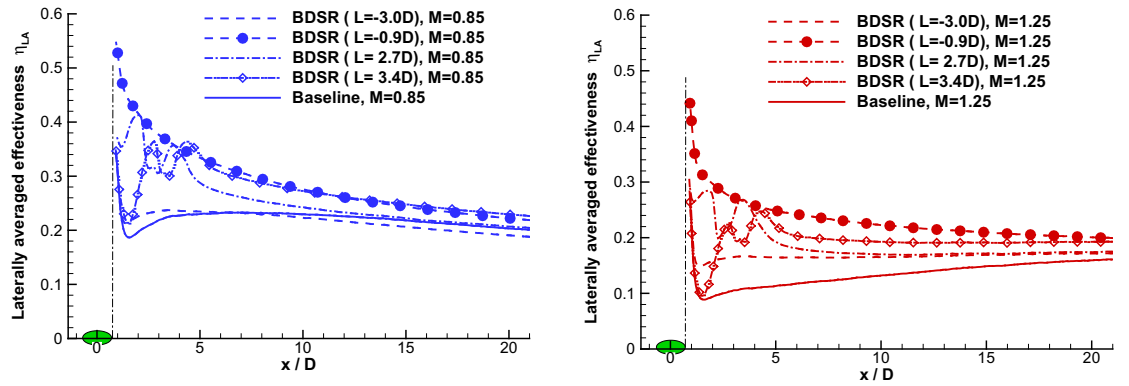 BDSR ( L=-3.0D), M=0.85
BDSR ( L=-0.9D), M=0.85
BDSR ( L= 2.7D), M=0.85
BDSR ( L= 3.4D), M=0.85
Baseline, M=0.85
Laterally averaged effectiveness ηLA
0.6
0.5
0.4
0.3
0.2
0.1
0
0 5 10 15 20
x / D
BDSR ( L=-3.0D), M=1.25
BDSR ( L=-0.9D), M=1.25
BDSR ( L= 2.7D), M=1.25
BDSR ( L=3.4D), M=1.25
Baseline, M=1.25
Laterally averaged effectiveness ηLA
0.6
0.5
0.4
0.3
0.2
0.1
0
0 5 10 15 20
x / D